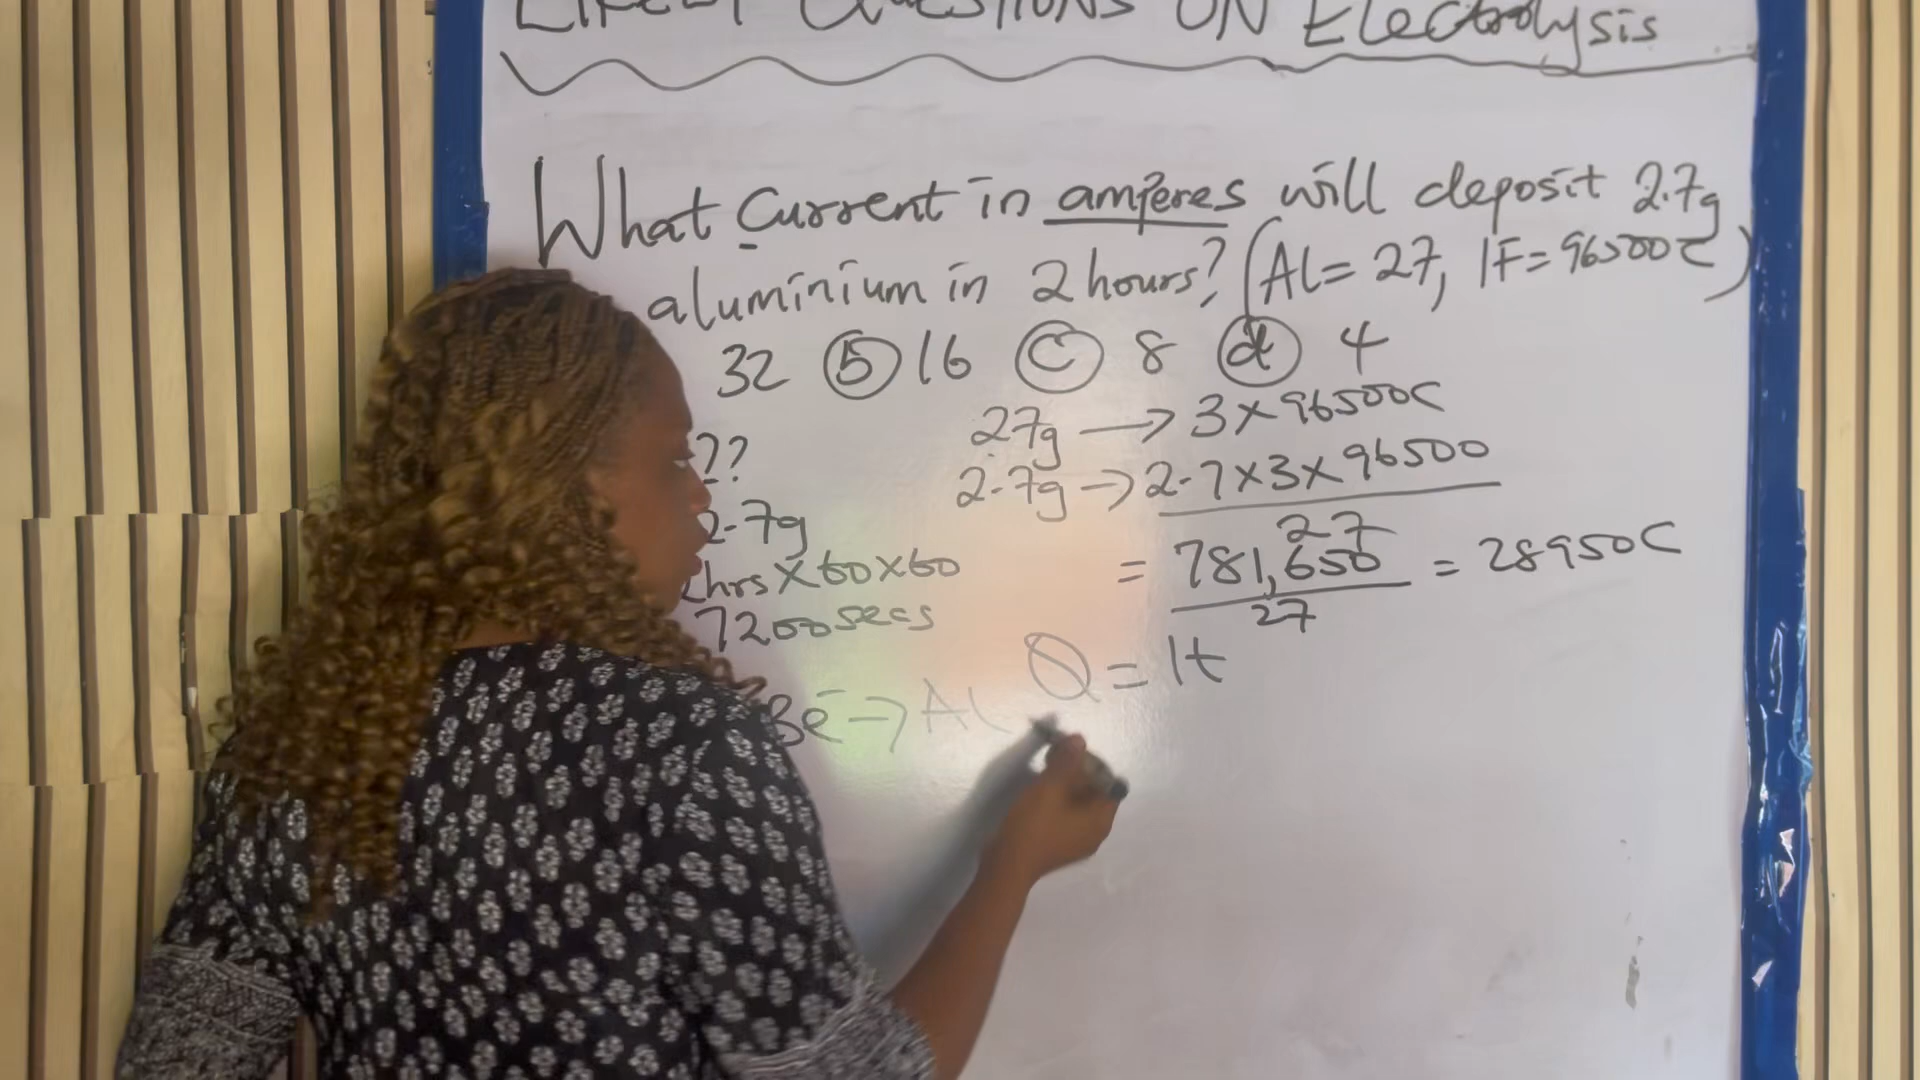 QUESTIONS ON Electrolysis
What Current in amperes will deposit 2.7g
aluminium in 2 hours? (Al = 27, 1F = 96500C)
32 (b) 16 (c) 8 (d) 4
??
2.7g
2hrs X 60 X 60
7200secs
3e⁻ → Al
27g → 3 X 96500C
2.7g → 2.7 X 3 X 96500
27
= 781,650 = 28950C
27
Q = It